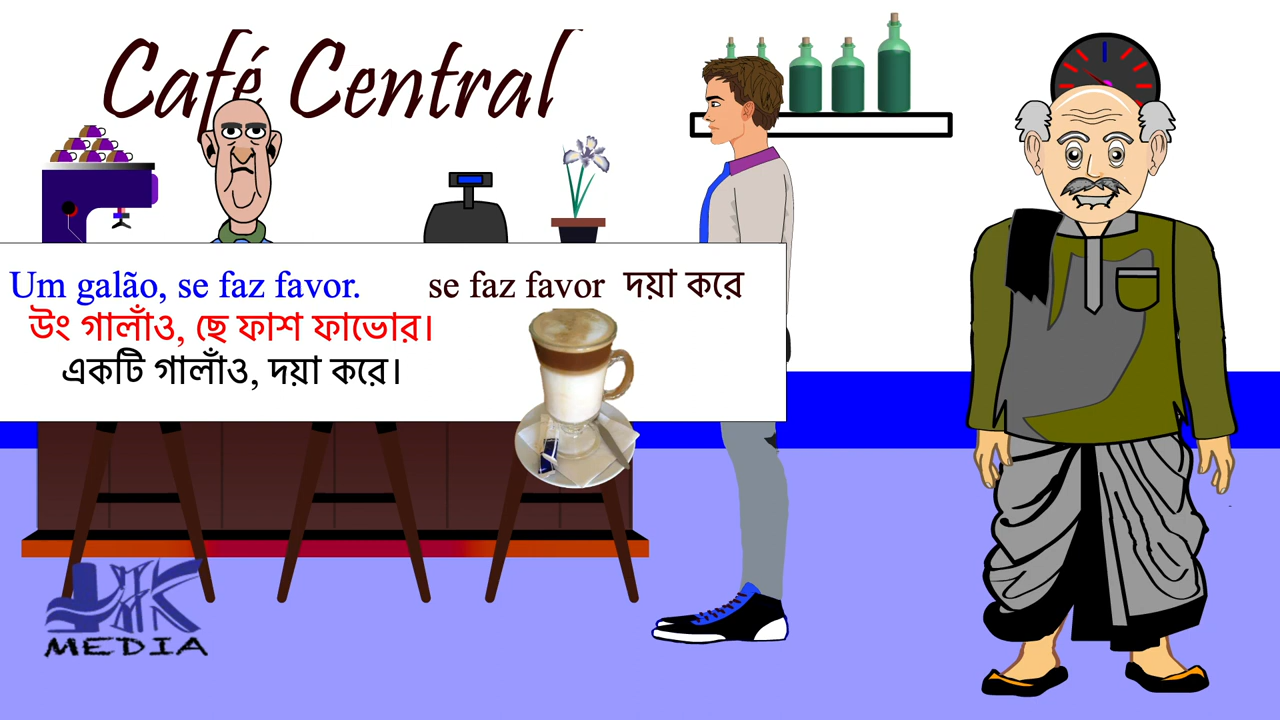 Café Central
Um galão, se faz favor. se faz favor দয়া করে
উং গালাঁও, ছে ফাশ ফাভোর।
একটি গালাঁও, দয়া করে।
MEDIA